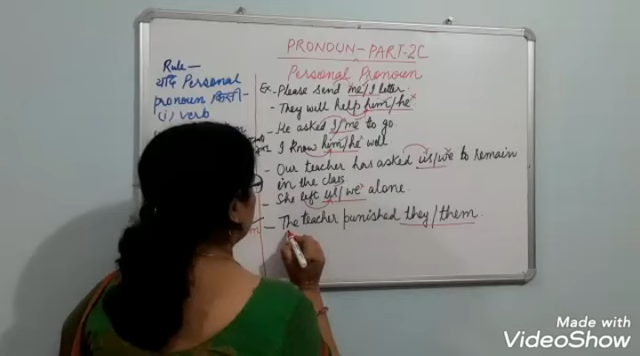 PRONOUN-PART-2C
Personal Pronoun
Rule-
यदि Personal
pronoun किसी-
(i) verb
Ex.- Please send me/I letter.
- They will help him/he
- He asked I/me to go
I know him/he well
- Our teacher has asked us/we to remain
in the class
- She left us/we alone.
- The teacher punished they/them.
Made with
VideoShow